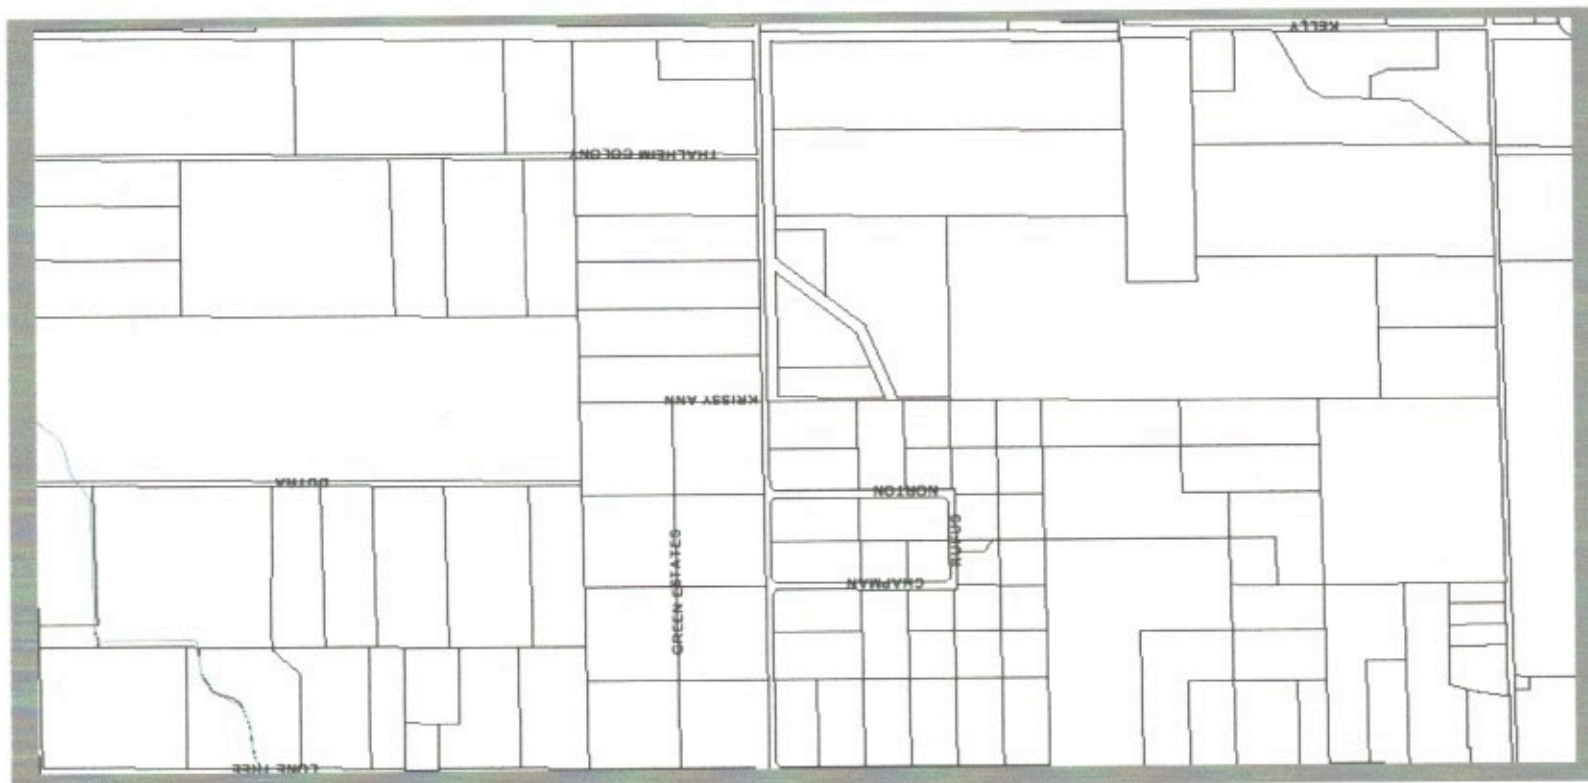 KELLY
THALHEIM COLONY
KRISSY ANN
DUTRA
NORTON
RUFUS
GREEN ESTATES
CHAPMAN
LONE TREE